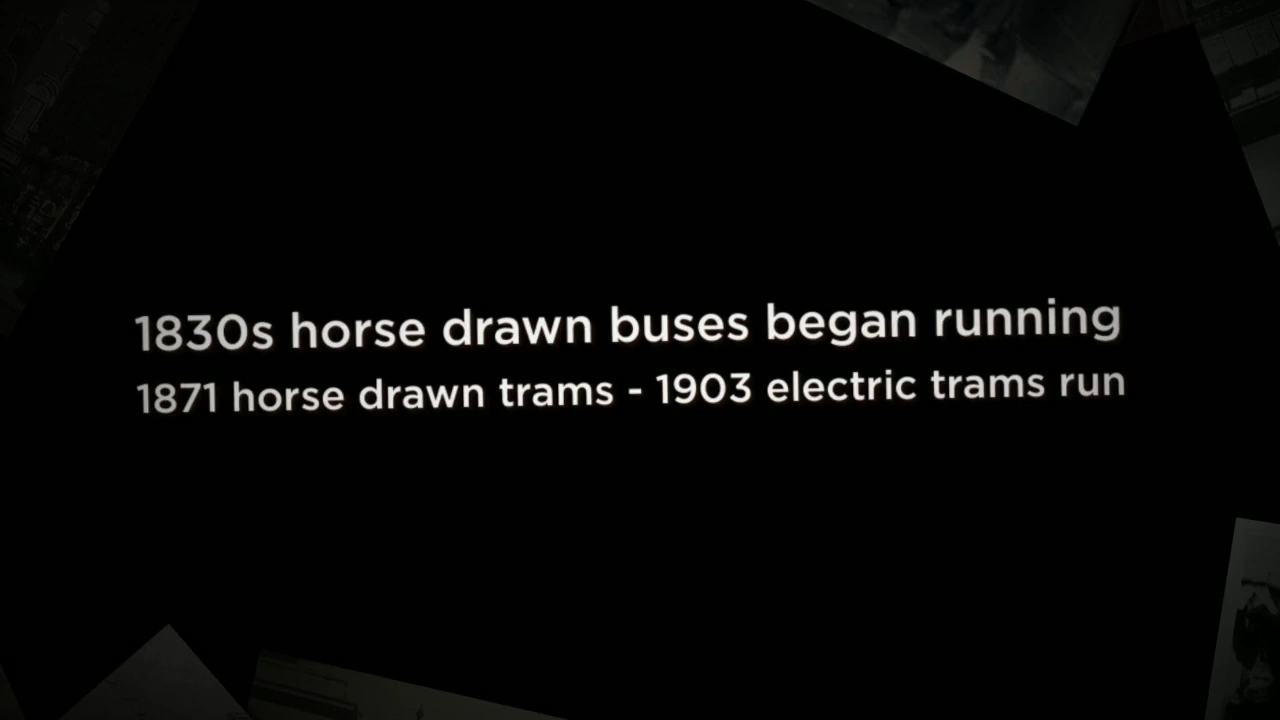 1830s horse drawn buses began running
1871 horse drawn trams - 1903 electric trams run